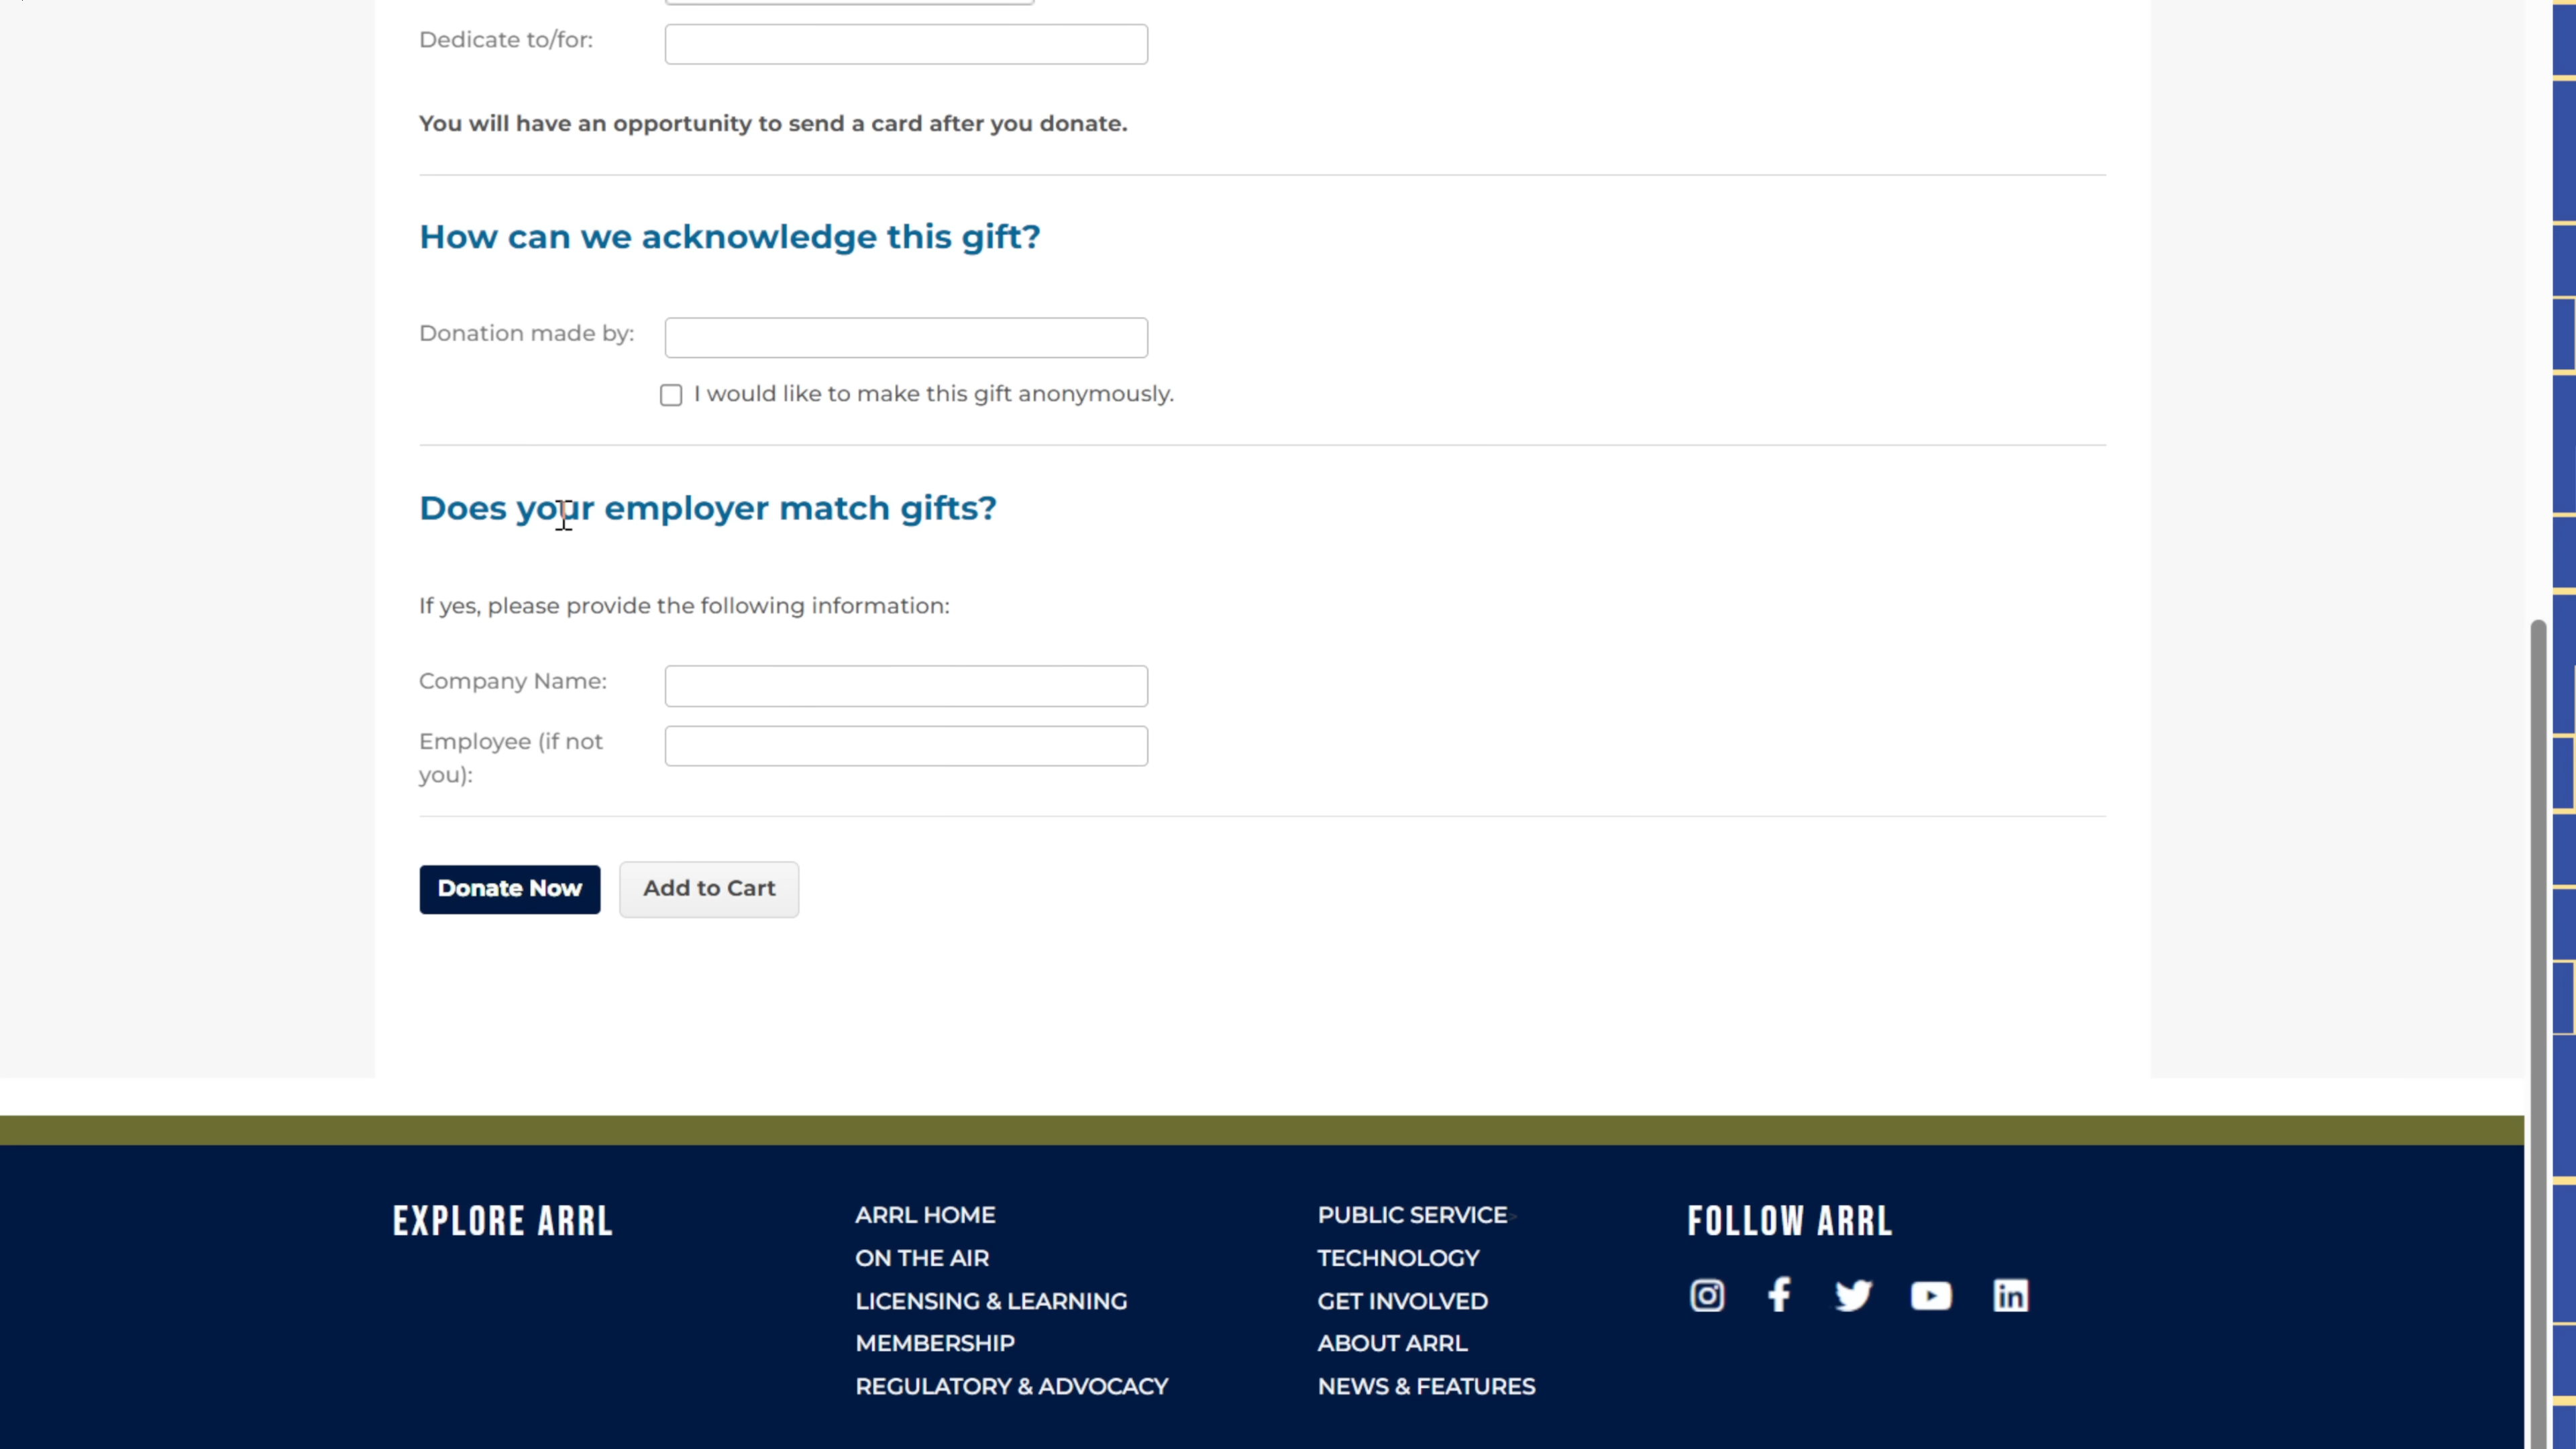 Dedicate to/for:
You will have an opportunity to send a card after you donate.
How can we acknowledge this gift?
Donation made by:
I would like to make this gift anonymously.
Does your employer match gifts?
If yes, please provide the following information:
Company Name:
Employee (if not
you):
Donate Now
Add to Cart
EXPLORE ARRL
ARRL HOME
ON THE AIR
LICENSING & LEARNING
MEMBERSHIP
REGULATORY & ADVOCACY
PUBLIC SERVICE
TECHNOLOGY
GET INVOLVED
ABOUT ARRL
NEWS & FEATURES
FOLLOW ARRL